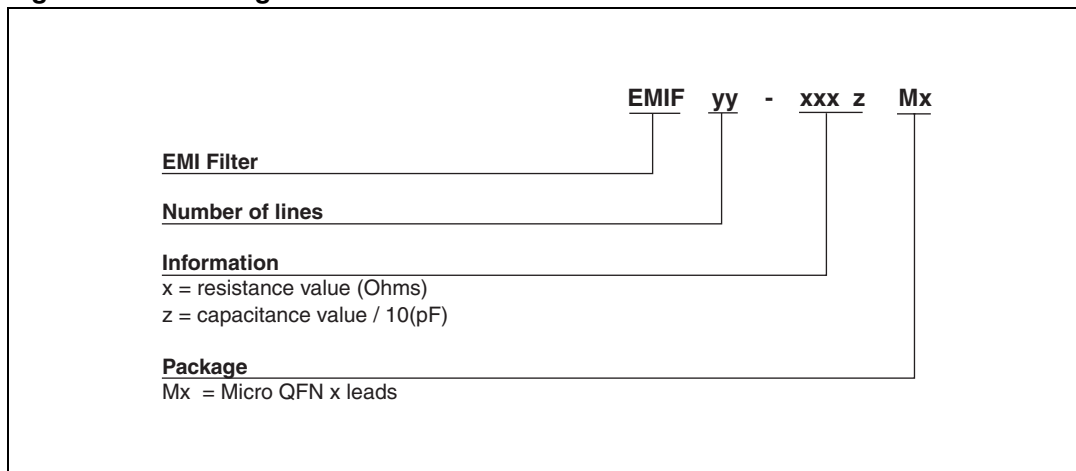 EMIF yy - xxx z Mx
EMI Filter
Number of lines
Information
x = resistance value (Ohms)
z = capacitance value / 10(pF)
Package
Mx = Micro QFN x leads